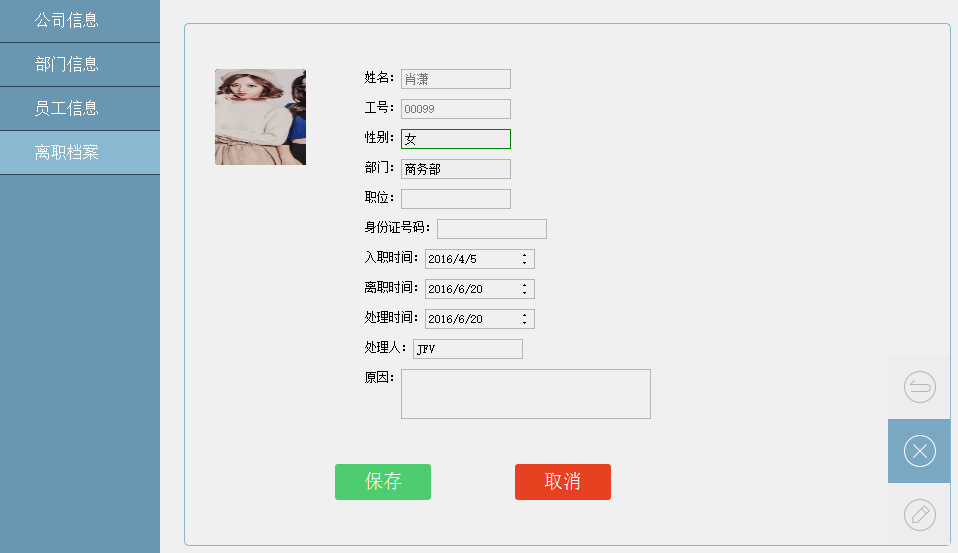 公司信息
部门信息
员工信息
离职档案
姓名: 肖潇
工号: 00099
性别: 女
部门: 商务部
职位:
身份证号码:
入职时间: 2016/4/5
离职时间: 2016/6/20
处理时间: 2016/6/20
处理人: JFV
原因:
保存 取消